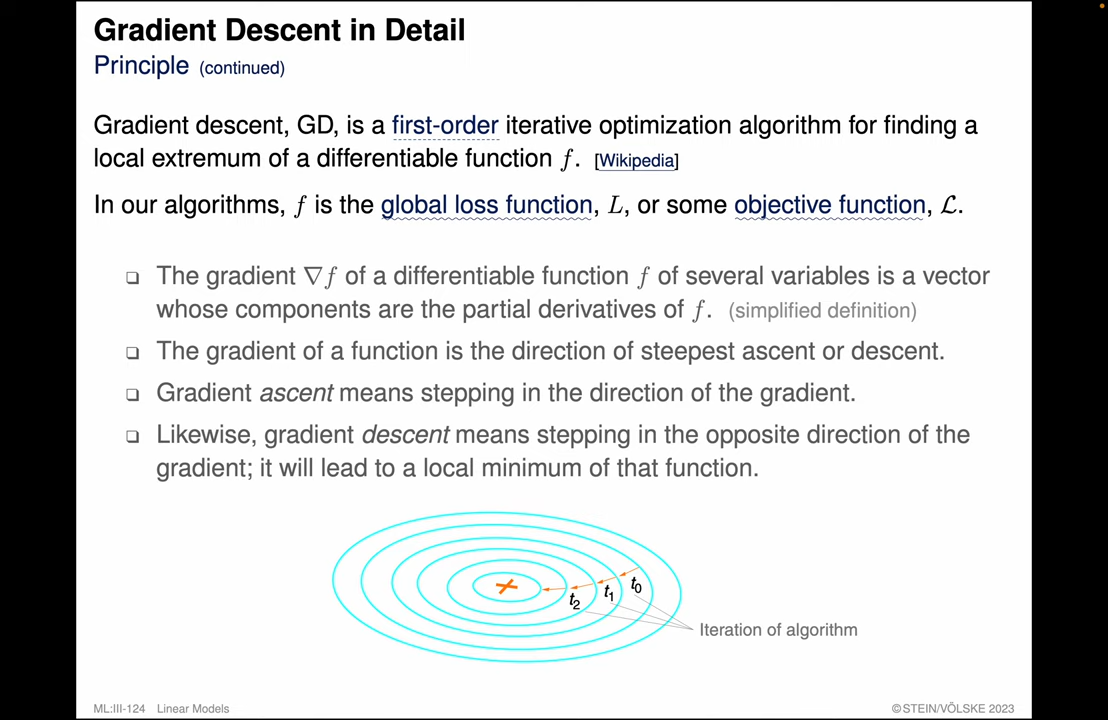 Gradient Descent in Detail
Principle (continued)
Gradient descent, GD, is a first-order iterative optimization algorithm for finding a
local extremum of a differentiable function f. [Wikipedia]
In our algorithms, f is the global loss function, L, or some objective function, ℒ.
❑ The gradient ∇f of a differentiable function f of several variables is a vector
whose components are the partial derivatives of f. (simplified definition)
❑ The gradient of a function is the direction of steepest ascent or descent.
❑ Gradient ascent means stepping in the direction of the gradient.
❑ Likewise, gradient descent means stepping in the opposite direction of the
gradient; it will lead to a local minimum of that function.
t₂ t₁ t₀
Iteration of algorithm
ML:III-124 Linear Models ©STEIN/VÖLSKE 2023